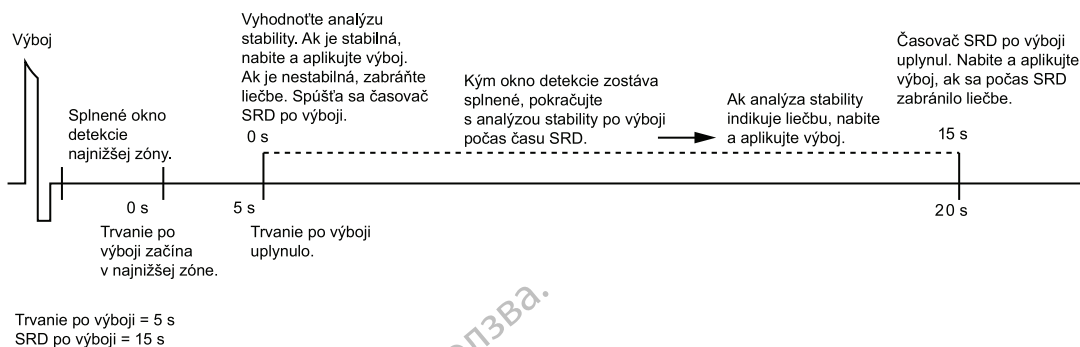 Výboj
Splnené okno
detekcie
najnižšej zóny.
Vyhodnoťte analýzu
stability. Ak je stabilná,
nabite a aplikujte výboj.
Ak je nestabilná, zabráňte
liečbe. Spúšťa sa časovač
SRD po výboji.
0 s
Kým okno detekcie zostáva
splnené, pokračujte
s analýzou stability po výboji
počas času SRD.
Ak analýza stability
indikuje liečbu, nabite
a aplikujte výboj.
Časovač SRD po výboji
uplynul. Nabite a aplikujte
výboj, ak sa počas SRD
zabránilo liečbe.
15 s
0 s
5 s
20 s
Trvanie po
výboji začína
v najnižšej zóne.
Trvanie po výboji
uplynulo.
Trvanie po výboji = 5 s
SRD po výboji = 15 s